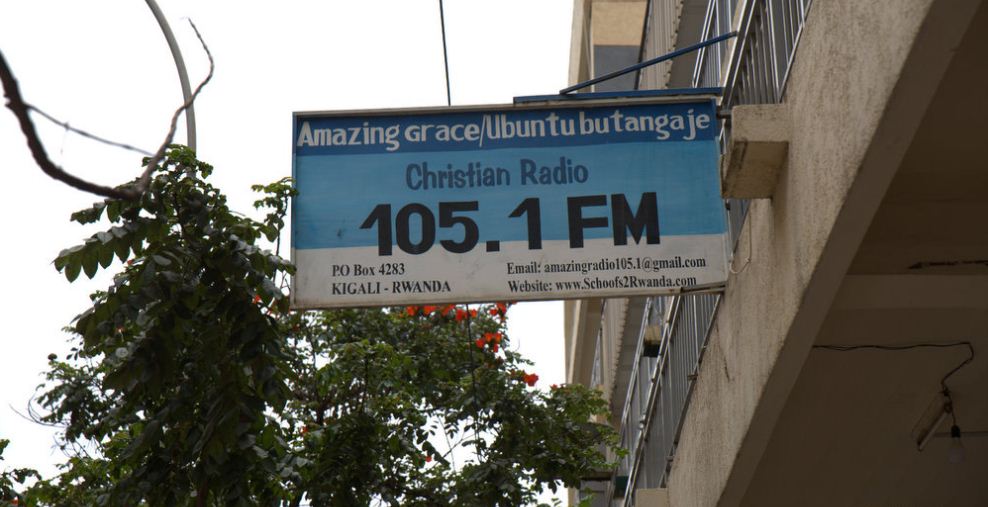 Amazing Grace/Ubuntu butangaje
Christian Radio
105.1 FM
P.O Box 4283
KIGALI - RWANDA
Email: amazingradio105.1@gmail.com
Website: www.Schoofs2Rwanda.com